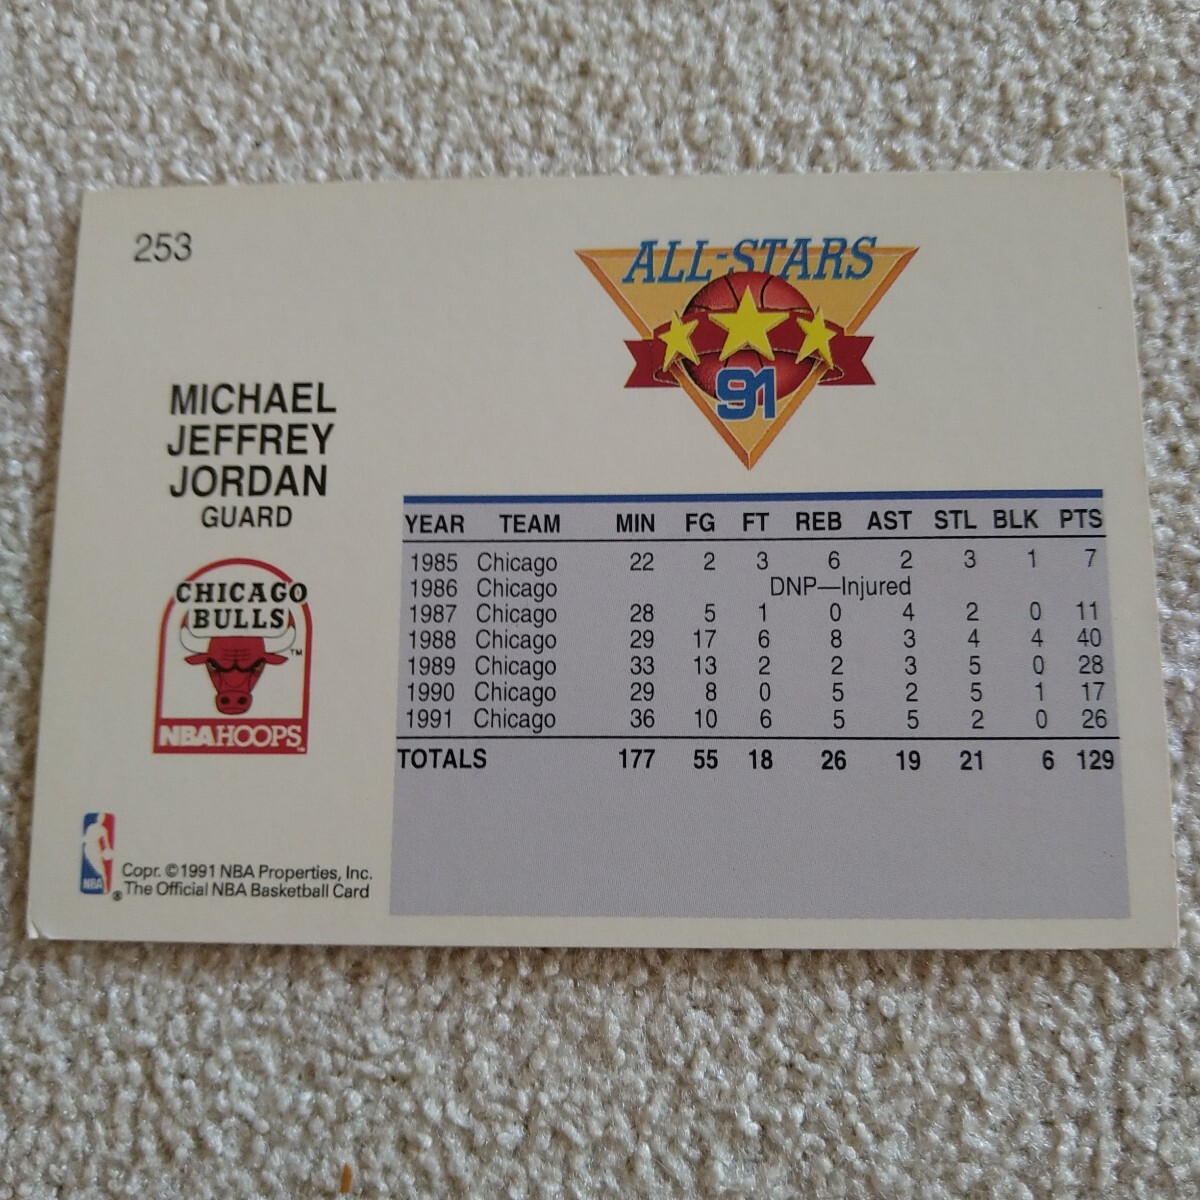 253
ALL-STARS
91
MICHAEL
JEFFREY
JORDAN
GUARD
CHICAGO
BULLS
TM
NBA HOOPS
YEAR TEAM MIN FG FT REB AST STL BLK PTS
1985 Chicago 22 2 3 6 2 3 1 7
1986 Chicago DNP—Injured
1987 Chicago 28 5 1 0 4 2 0 11
1988 Chicago 29 17 6 8 3 4 4 40
1989 Chicago 33 13 2 2 3 5 0 28
1990 Chicago 29 8 0 5 2 5 1 17
1991 Chicago 36 10 6 5 5 2 0 26
TOTALS 177 55 18 26 19 21 6 129
NBA
®
Copr. ©1991 NBA Properties, Inc.
The Official NBA Basketball Card